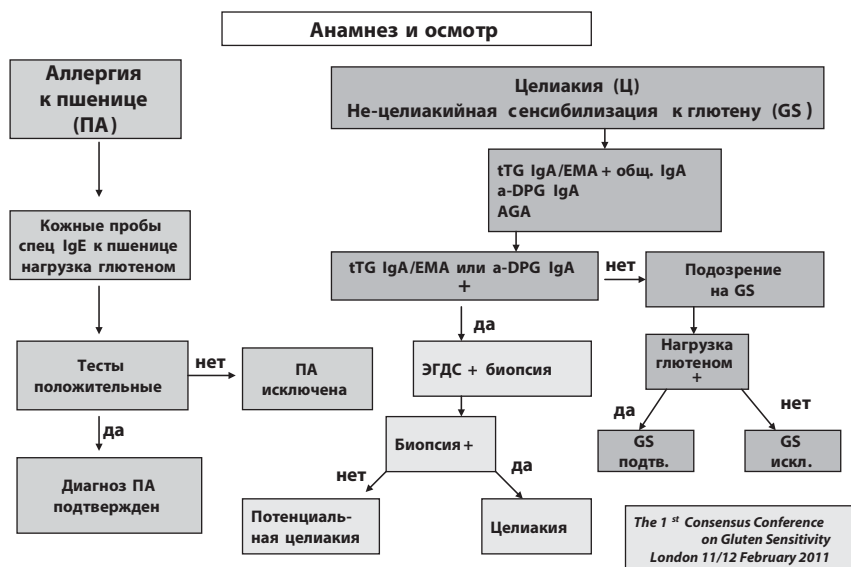 Анамнез и осмотр
Аллергия
к пшенице
(ПА)
Кожные пробы
спец IgE к пшенице
нагрузка глютеном
Тесты
положительные
нет
ПА
исключена
да
Диагноз ПА
подтвержден
Целиакия (Ц)
Не-целиакийная сенсибилизация к глютену (GS)
tTG IgA/EMA + общ. IgA
a-DPG IgA
AGA
tTG IgA/EMA или a-DPG IgA
+
нет
Подозрение
на GS
да
ЭГДС + биопсия
Биопсия +
нет
да
Потенциаль-
ная целиакия
Целиакия
Нагрузка
глютеном
+
да
нет
GS
подтв.
GS
искл.
The 1 st Consensus Conference
on Gluten Sensitivity
London 11/12 February 2011